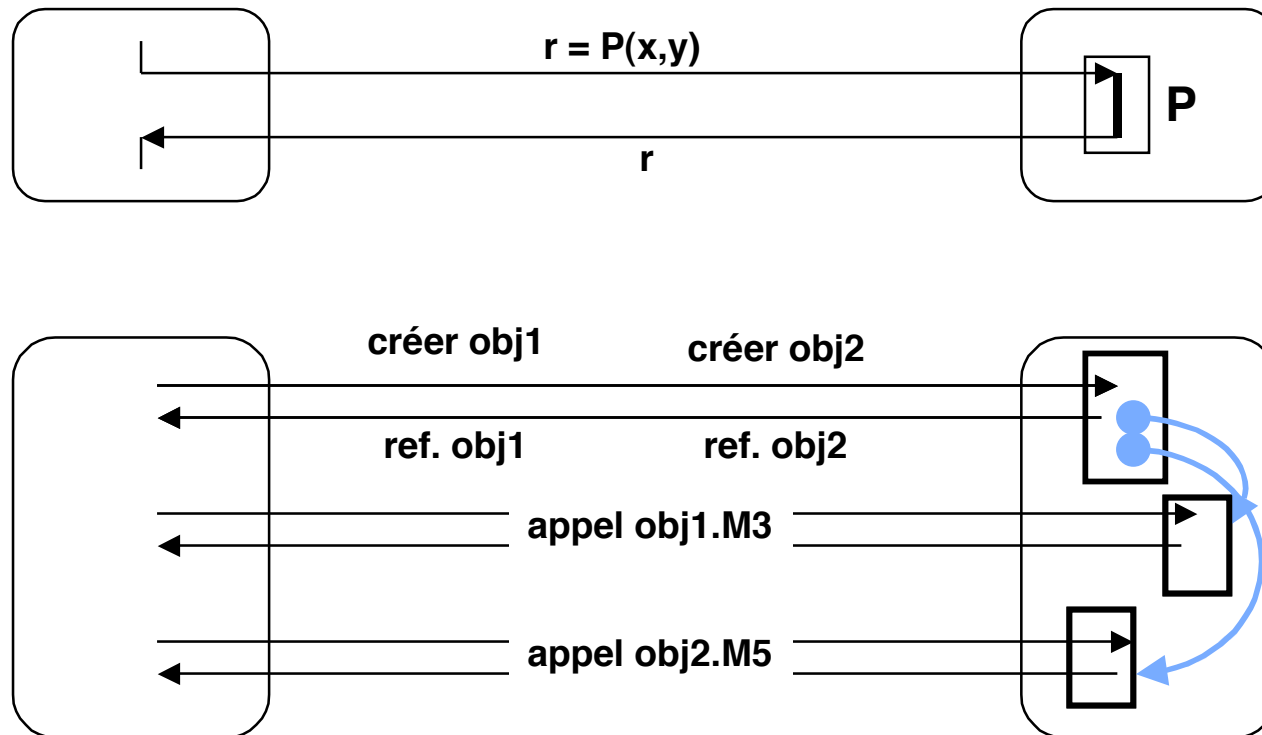 r = P(x,y)
P
r
créer obj1 créer obj2
ref. obj1 ref. obj2
appel obj1.M3
appel obj2.M5